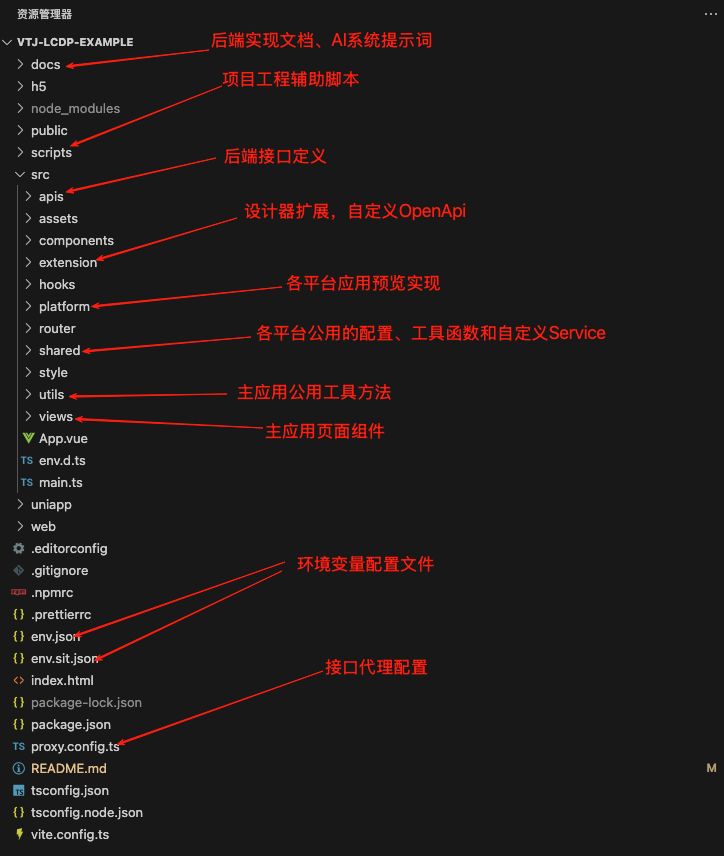 资源管理器
VTJ-LCDP-EXAMPLE
后端实现文档、AI系统提示词
docs
项目工程辅助脚本
h5
node_modules
public
scripts
后端接口定义
src
apis
设计器扩展，自定义OpenApi
assets
components
extension
各平台应用预览实现
hooks
platform
各平台公用的配置、工具函数和自定义Service
router
shared
style
主应用公用工具方法
utils
views
主应用页面组件
App.vue
TS env.d.ts
TS main.ts
uniapp
web
.editorconfig
环境变量配置文件
.gitignore
.npmrc
.prettierrc
{} env.json
{} env.sit.json
接口代理配置
<> index.html
{} package-lock.json
{} package.json
TS proxy.config.ts
README.md M
TS tsconfig.json
{} tsconfig.node.json
vite.config.ts